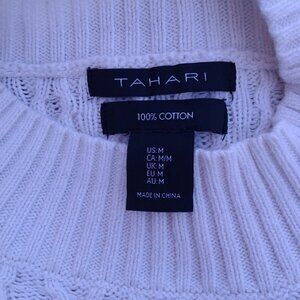 TAHARI
100% COTTON
US: M
CA: M/M
UK: M
EU: M
AU: M
MADE IN CHINA